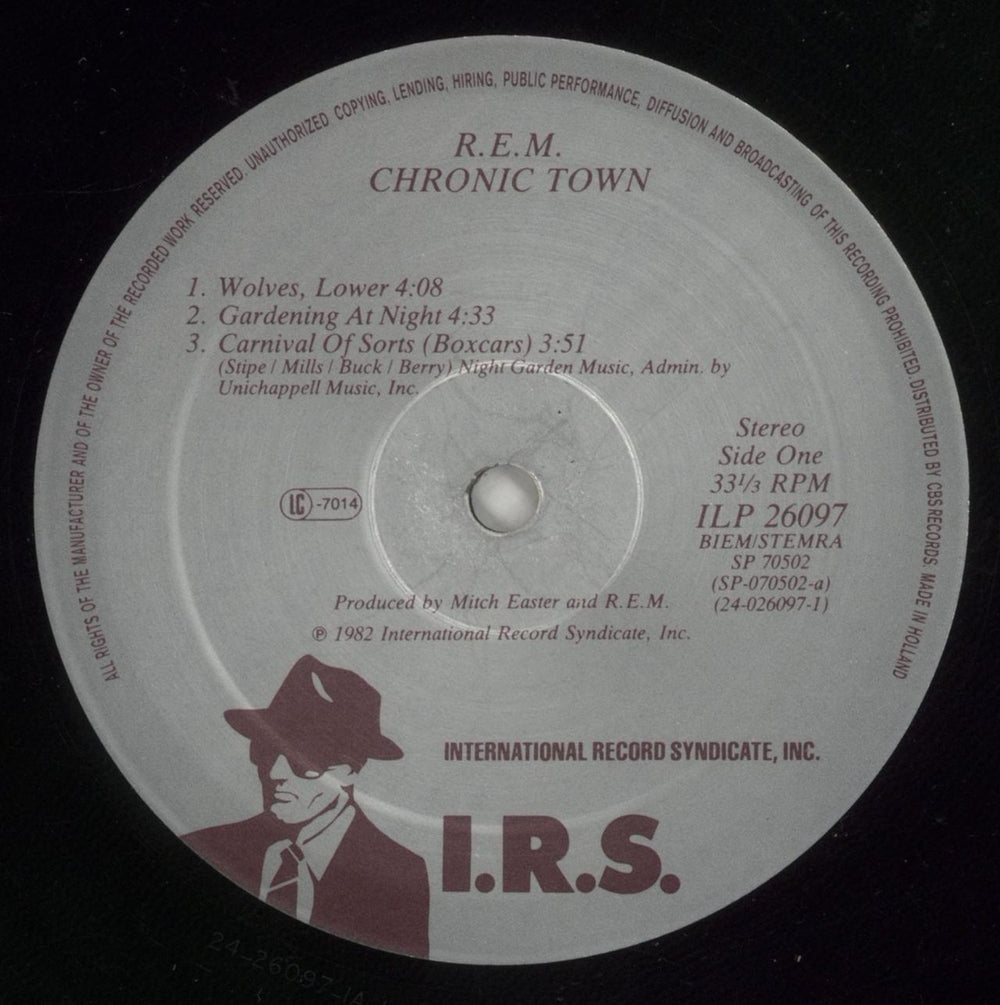 ALL RIGHTS OF THE MANUFACTURER AND OF THE OWNER OF THE RECORDED WORK RESERVED. UNAUTHORIZED COPYING, LENDING, HIRING, PUBLIC PERFORMANCE, DIFFUSION AND BROADCASTING OF THIS RECORDING PROHIBITED. DISTRIBUTED BY CBS RECORDS. MADE IN HOLLAND
R.E.M.
CHRONIC TOWN
1. Wolves, Lower 4:08
2. Gardening At Night 4:33
3. Carnival Of Sorts (Boxcars) 3:51
(Stipe / Mills / Buck / Berry) Night Garden Music, Admin. by
Unichappell Music, Inc.
Stereo
Side One
33 1/3 RPM
ILP 26097
BIEM/STEMRA
SP 70502
(SP-070502-a)
(24-026097-1)
LC -7014
Produced by Mitch Easter and R.E.M.
℗ 1982 International Record Syndicate, Inc.
INTERNATIONAL RECORD SYNDICATE, INC.
I.R.S.
24-26097-1A